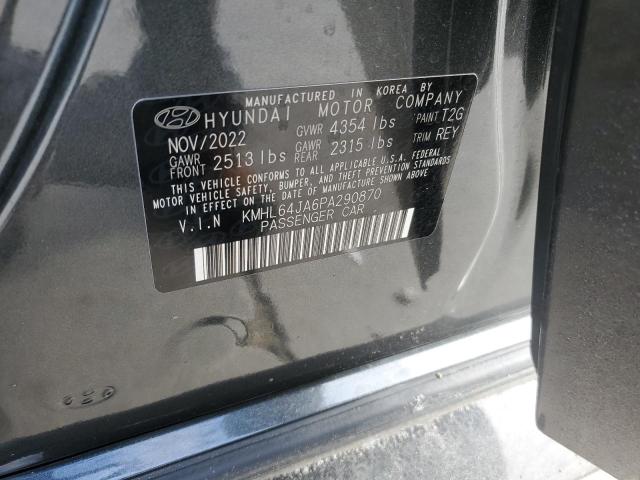 MANUFACTURED IN KOREA BY
HYUNDAI MOTOR COMPANY
NOV/2022 GVWR 4354 lbs PAINT T2G
GAWR FRONT 2513 lbs GAWR REAR 2315 lbs TRIM REY
THIS VEHICLE CONFORMS TO ALL APPLICABLE U.S.A. FEDERAL
MOTOR VEHICLE SAFETY, BUMPER, AND THEFT PREVENTION
STANDARDS IN EFFECT ON THE DATE OF MANUFACTURE SHOWN ABOVE.
V.I.N KMHL64JA6PA290870
PASSENGER CAR